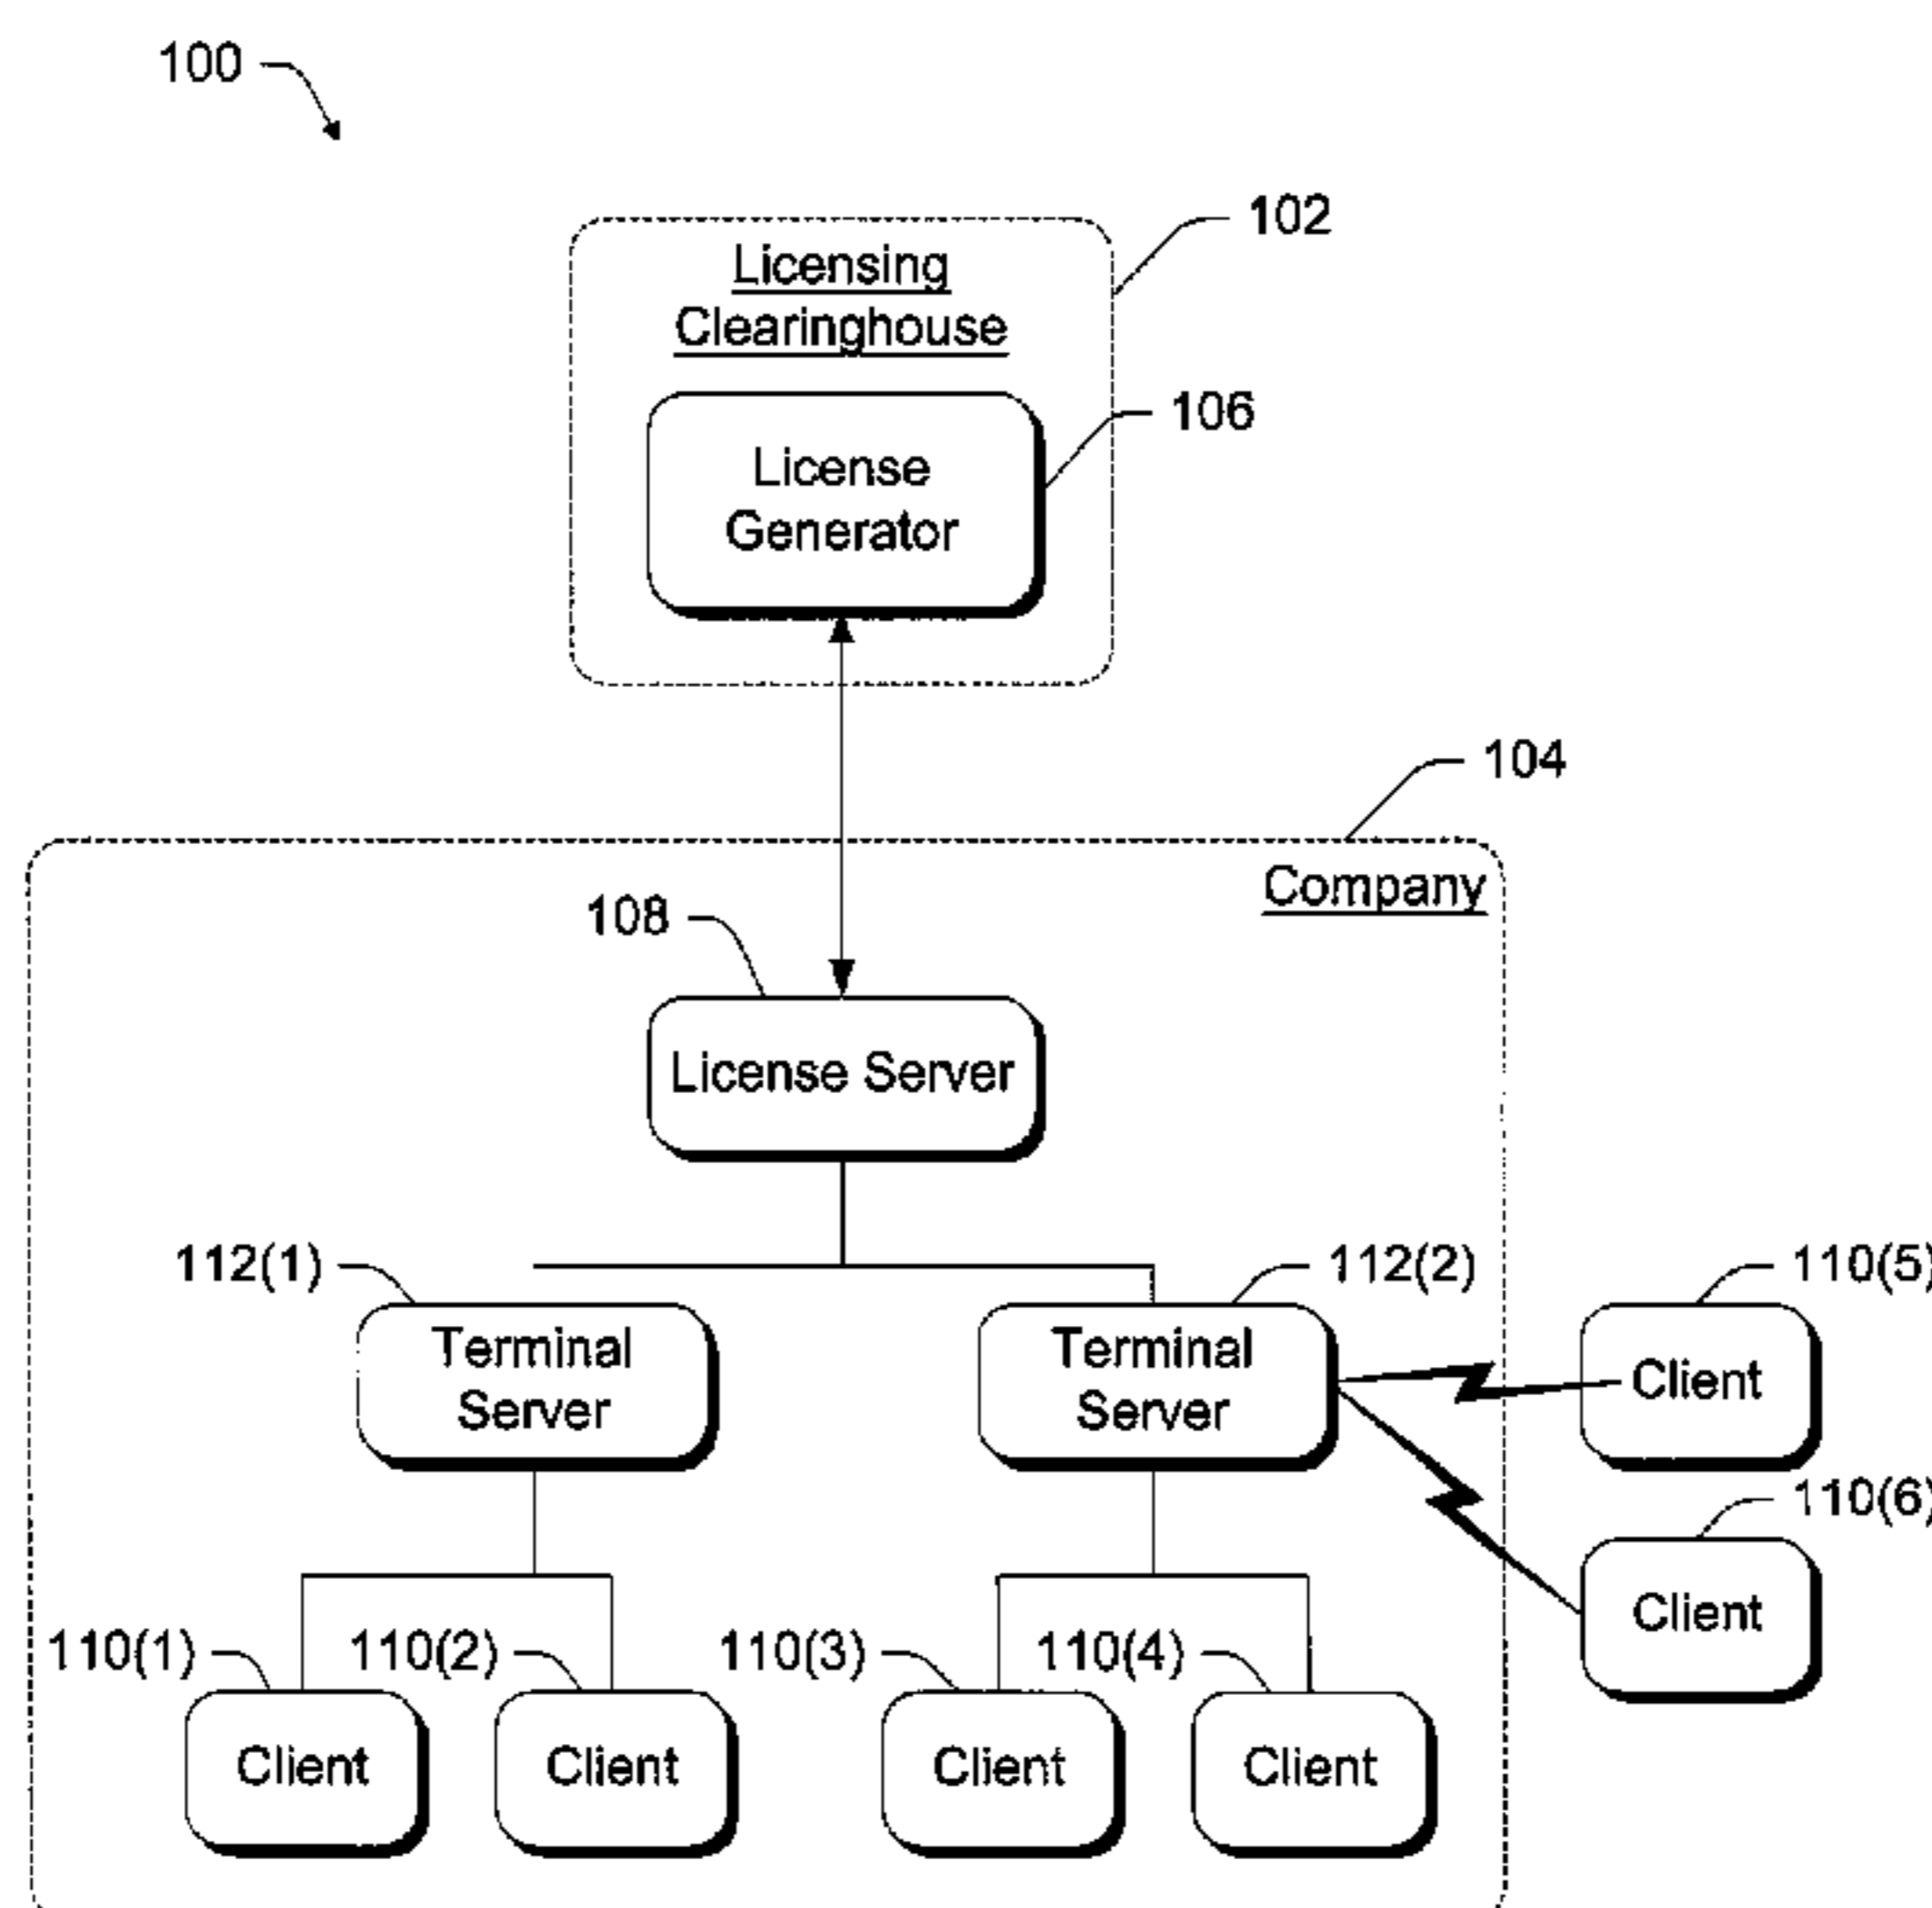 100
102
Licensing
Clearinghouse
106
License
Generator
104
Company
108
License Server
112(1)
112(2)
110(5)
Terminal
Server
Terminal
Server
Client
110(6)
Client
110(1)
110(2)
110(3)
110(4)
Client
Client
Client
Client